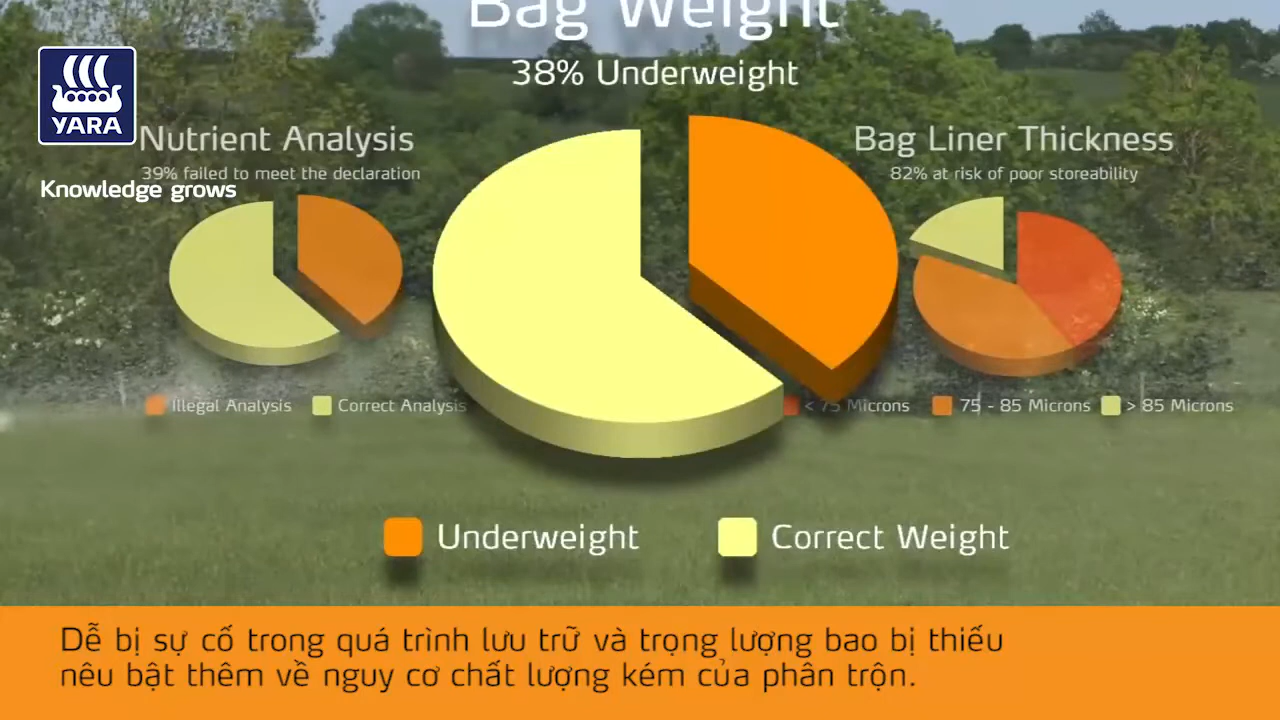 Bag Weight
38% Underweight
YARA
Knowledge grows
Nutrient Analysis
39% failed to meet the declaration
Bag Liner Thickness
82% at risk of poor storeability
Illegal Analysis
Correct Analysis
< 75 Microns
75 - 85 Microns
> 85 Microns
Underweight
Correct Weight
Dễ bị sự cố trong quá trình lưu trữ và trọng lượng bao bị thiếu
nêu bật thêm về nguy cơ chất lượng kém của phân trộn.